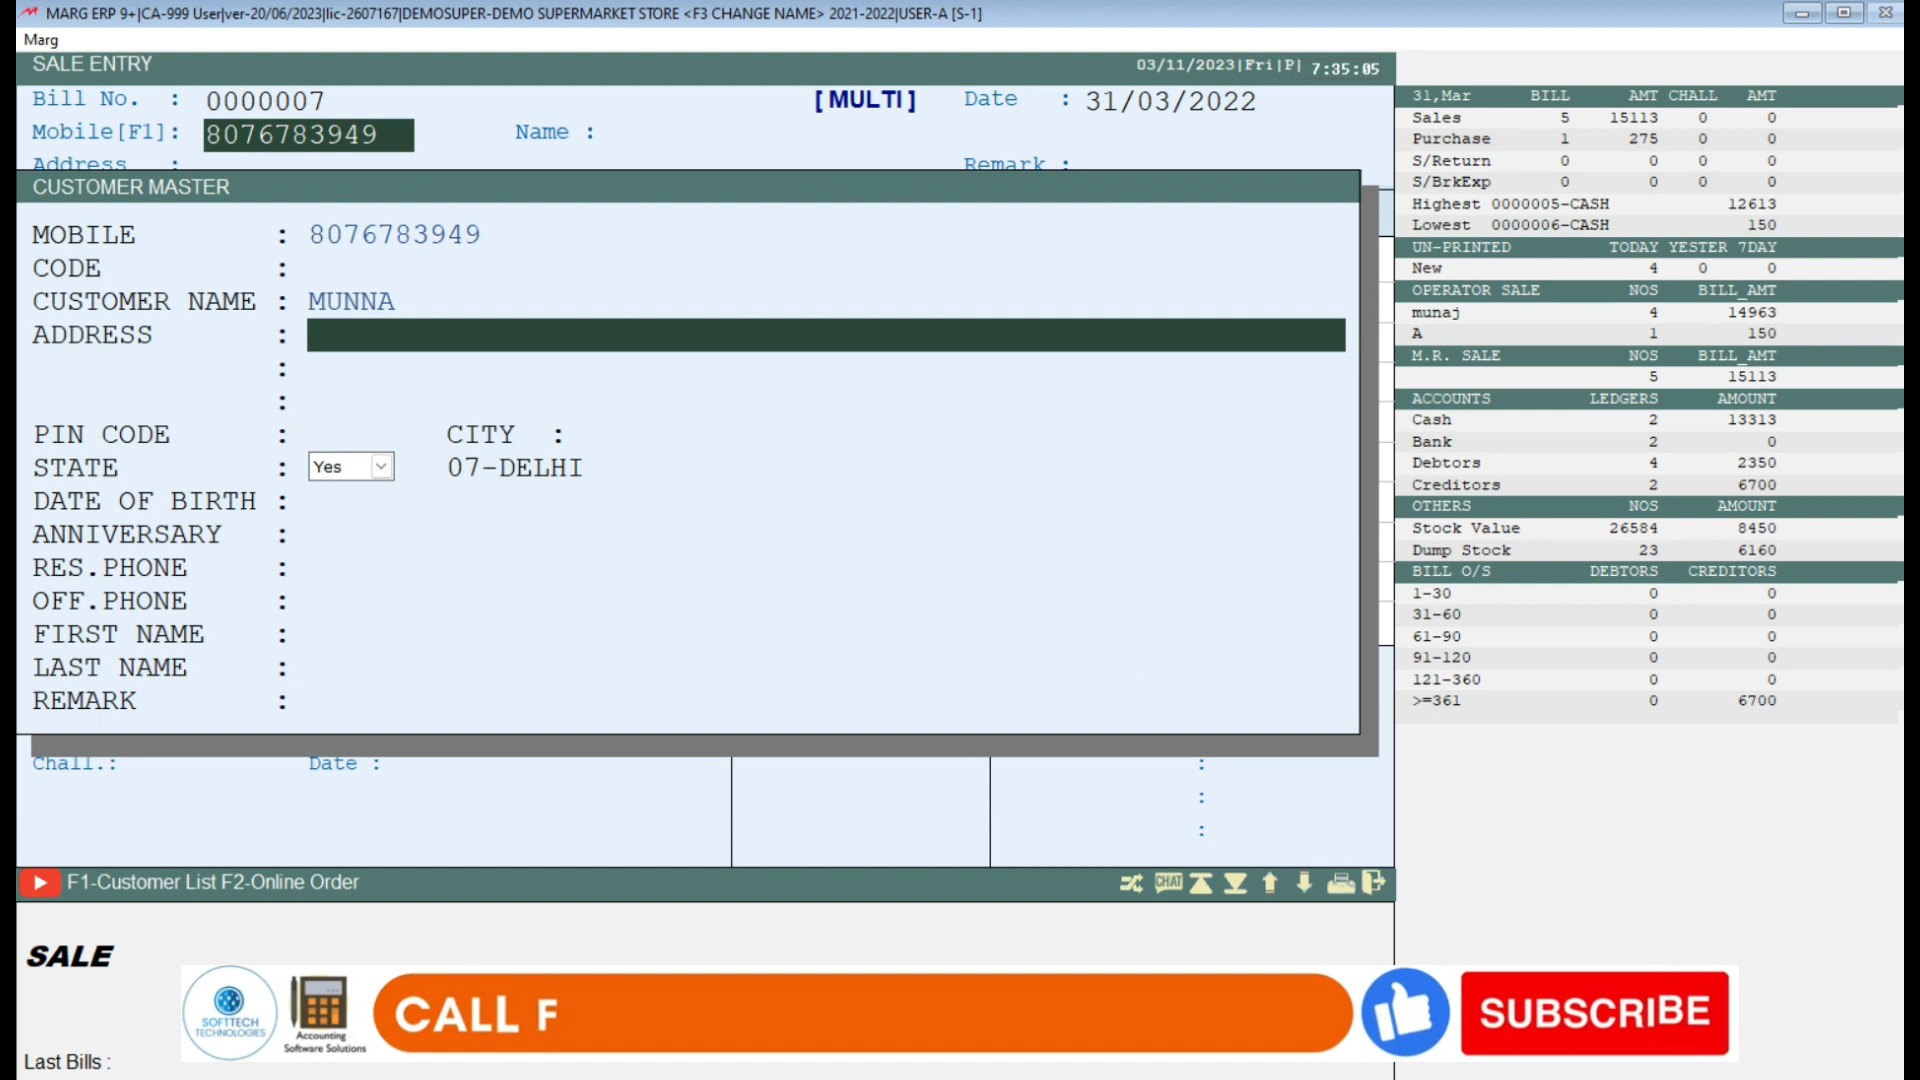 MARG ERP 9+|CA-999 User|ver-20/06/2023|lic-2607167|DEMOSUPER-DEMO SUPERMARKET STORE <F3 CHANGE NAME> 2021-2022|USER-A [S-1]
Marg
SALE ENTRY 03/11/2023|Fri|P| 7:35:05
Bill No. : 0000007 [MULTI] Date : 31/03/2022
Mobile[F1]: 8076783949 Name :
Address : Remark :
CUSTOMER MASTER
MOBILE : 8076783949
CODE :
CUSTOMER NAME : MUNNA
ADDRESS :
:
:
PIN CODE : CITY :
STATE : Yes 07-DELHI
DATE OF BIRTH :
ANNIVERSARY :
RES.PHONE :
OFF.PHONE :
FIRST NAME :
LAST NAME :
REMARK :
Chall.: Date : :
:
:
F1-Customer List F2-Online Order CHAT
SALE
SOFTTECH
TECHNOLOGIES
Accounting
Software Solutions
CALL F
SUBSCRIBE
Last Bills :
31,Mar BILL AMT CHALL AMT
Sales 5 15113 0 0
Purchase 1 275 0 0
S/Return 0 0 0 0
S/BrkExp 0 0 0 0
Highest 0000005-CASH 12613
Lowest 0000006-CASH 150
UN-PRINTED TODAY YESTER 7DAY
New 4 0 0
OPERATOR SALE NOS BILL_AMT
munaj 4 14963
A 1 150
M.R. SALE NOS BILL_AMT
5 15113
ACCOUNTS LEDGERS AMOUNT
Cash 2 13313
Bank 2 0
Debtors 4 2350
Creditors 2 6700
OTHERS NOS AMOUNT
Stock Value 26584 8450
Dump Stock 23 6160
BILL O/S DEBTORS CREDITORS
1-30 0 0
31-60 0 0
61-90 0 0
91-120 0 0
121-360 0 0
>=361 0 6700